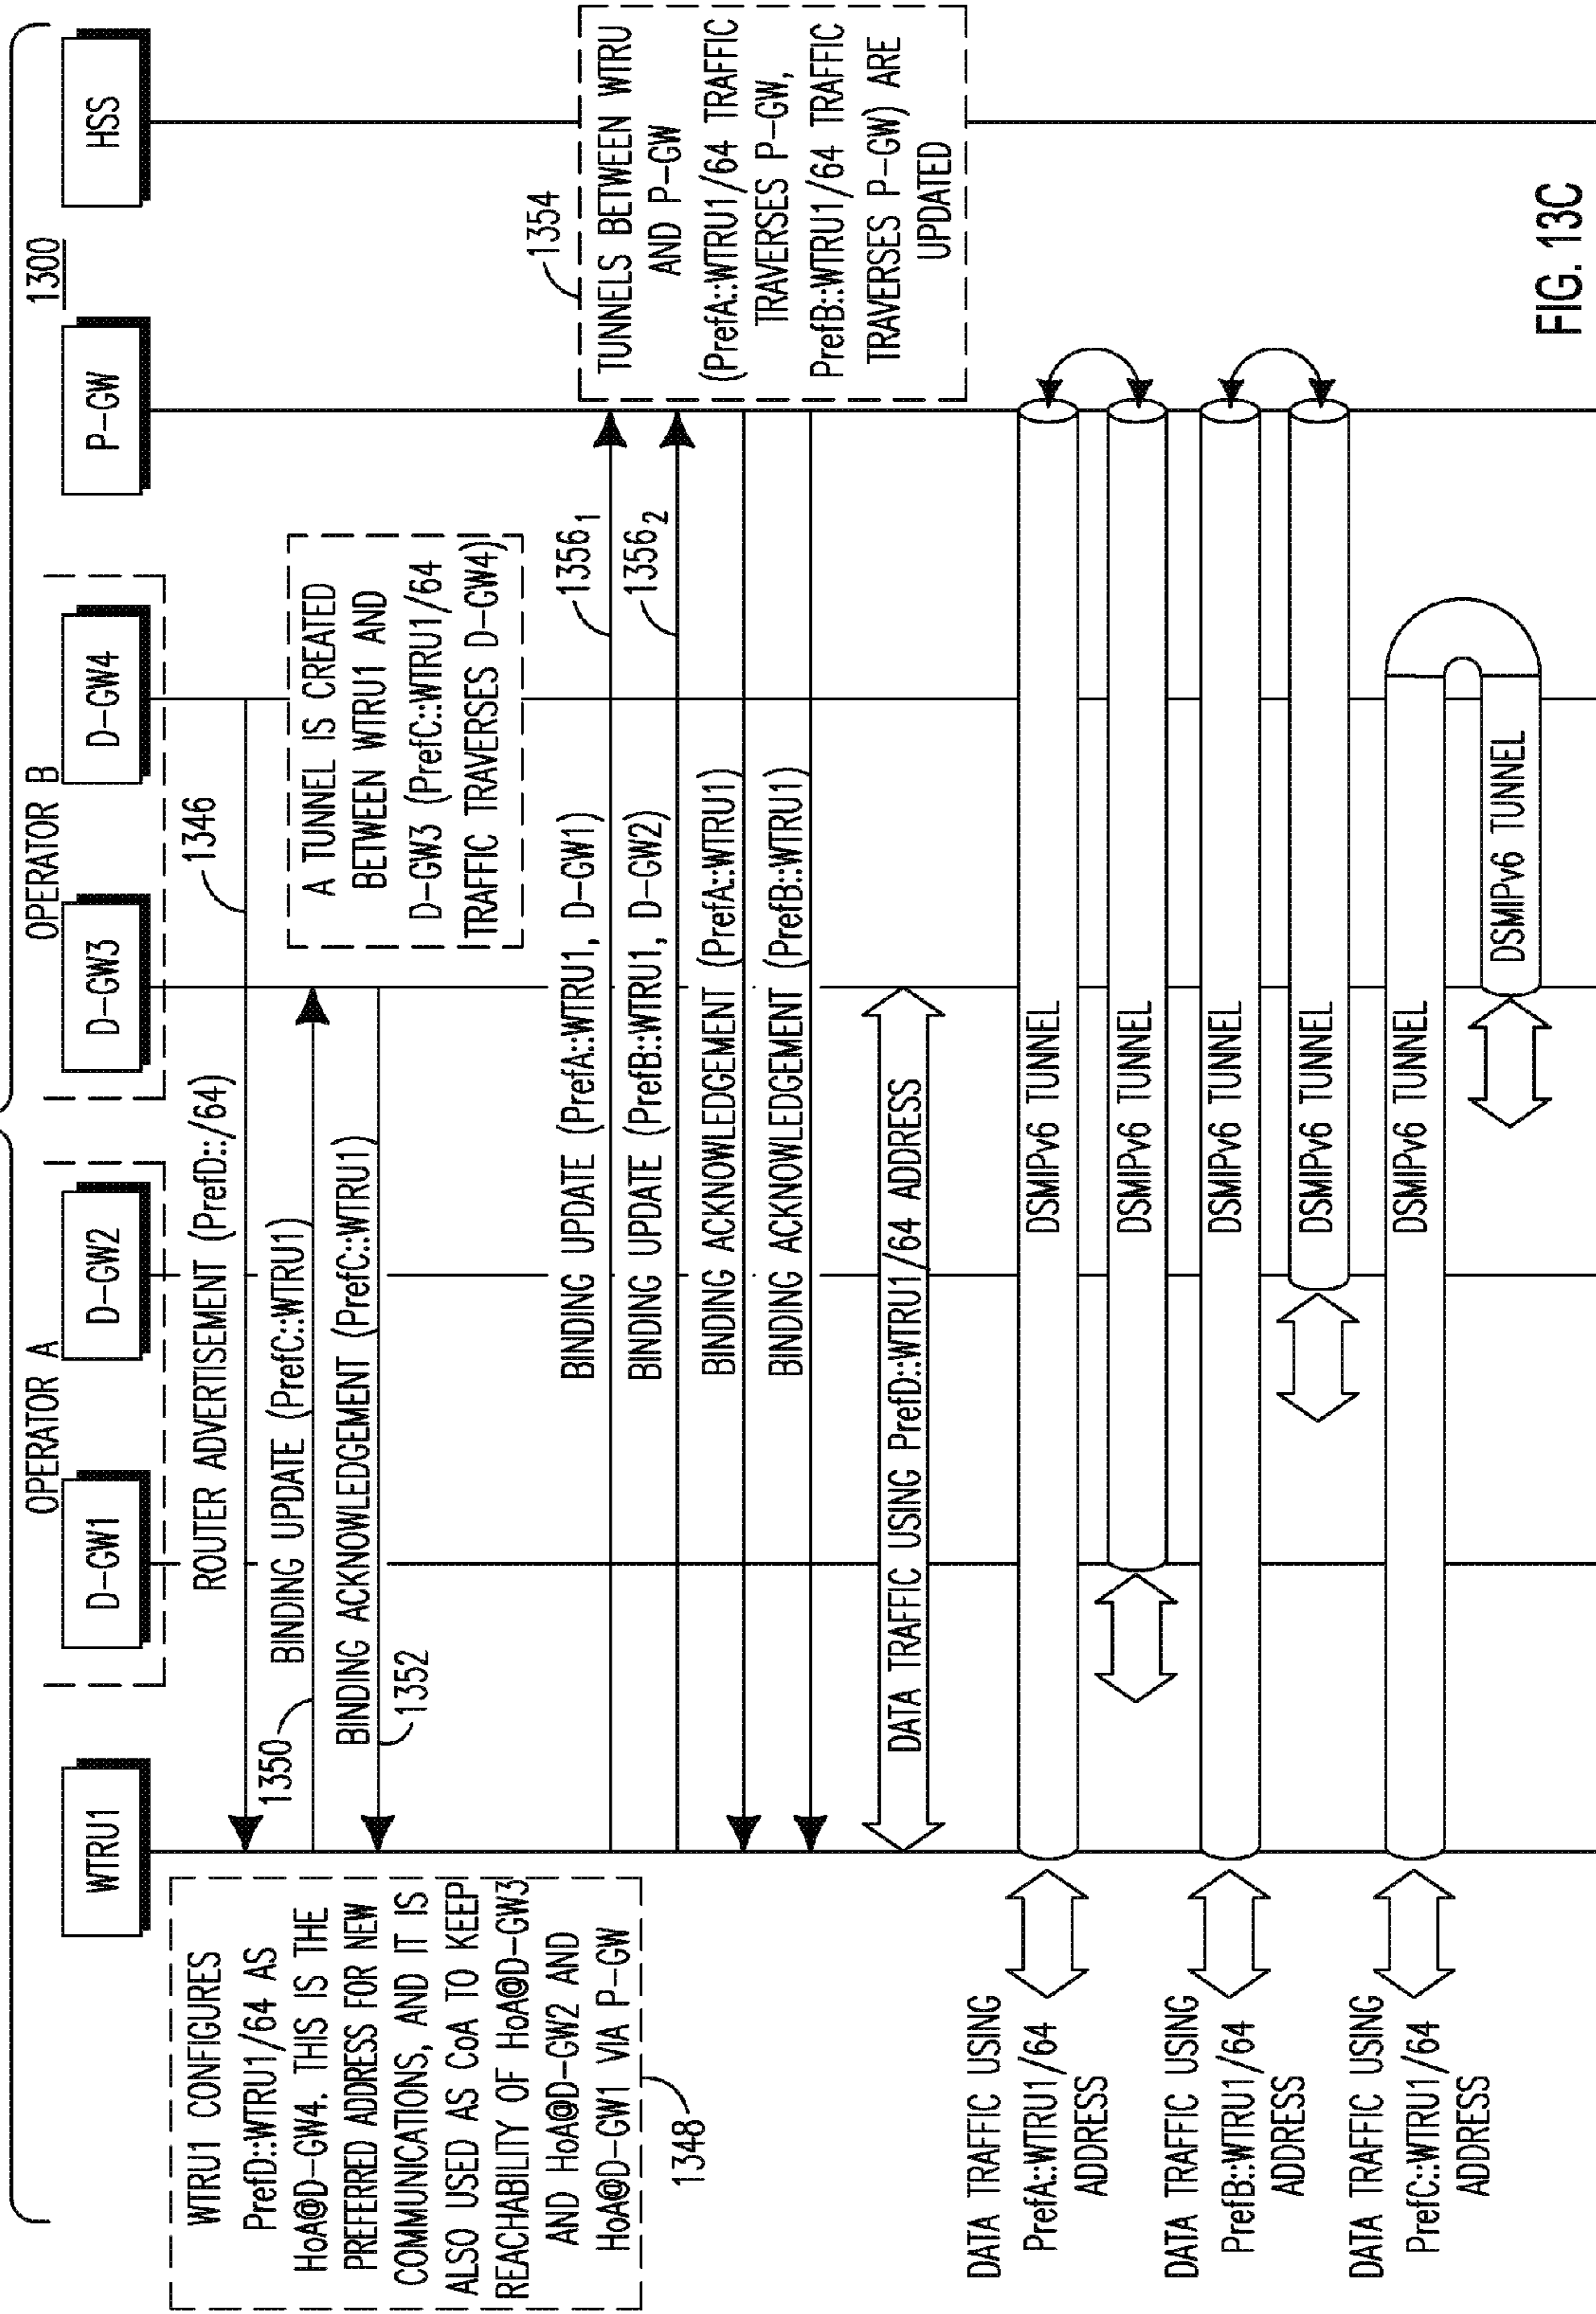 1300
OPERATOR A
OPERATOR B
WTRU1
D-GW1
D-GW2
D-GW3
D-GW4
P-GW
HSS
WTRU1 CONFIGURES
PrefD::WTRU1/64 AS
HoA@D-GW4. THIS IS THE
PREFERRED ADDRESS FOR NEW
COMMUNICATIONS, AND IT IS
ALSO USED AS CoA TO KEEP
REACHABILITY OF HoA@D-GW3
AND HoA@D-GW2 AND
HoA@D-GW1 VIA P-GW
1348
ROUTER ADVERTISEMENT (PrefD::/64)
1346
1350
BINDING UPDATE (PrefC::WTRU1)
BINDING ACKNOWLEDGEMENT (PrefC::WTRU1)
1352
A TUNNEL IS CREATED
BETWEEN WTRU1 AND
D-GW3 (PrefC::WTRU1/64
TRAFFIC TRAVERSES D-GW4)
1354
TUNNELS BETWEEN WTRU
AND P-GW
(PrefA::WTRU1/64 TRAFFIC
TRAVERSES P-GW,
PrefB::WTRU1/64 TRAFFIC
TRAVERSES P-GW) ARE
UPDATED
BINDING UPDATE (PrefA::WTRU1, D-GW1)
1356₁
BINDING UPDATE (PrefB::WTRU1, D-GW2)
1356₂
BINDING ACKNOWLEDGEMENT (PrefA::WTRU1)
BINDING ACKNOWLEDGEMENT (PrefB::WTRU1)
DATA TRAFFIC USING PrefD::WTRU1/64 ADDRESS
DATA TRAFFIC USING
PrefA::WTRU1/64
ADDRESS
DSMIPv6 TUNNEL
DSMIPv6 TUNNEL
DATA TRAFFIC USING
PrefB::WTRU1/64
ADDRESS
DSMIPv6 TUNNEL
DSMIPv6 TUNNEL
DATA TRAFFIC USING
PrefC::WTRU1/64
ADDRESS
DSMIPv6 TUNNEL
DSMIPv6 TUNNEL
FIG. 13C